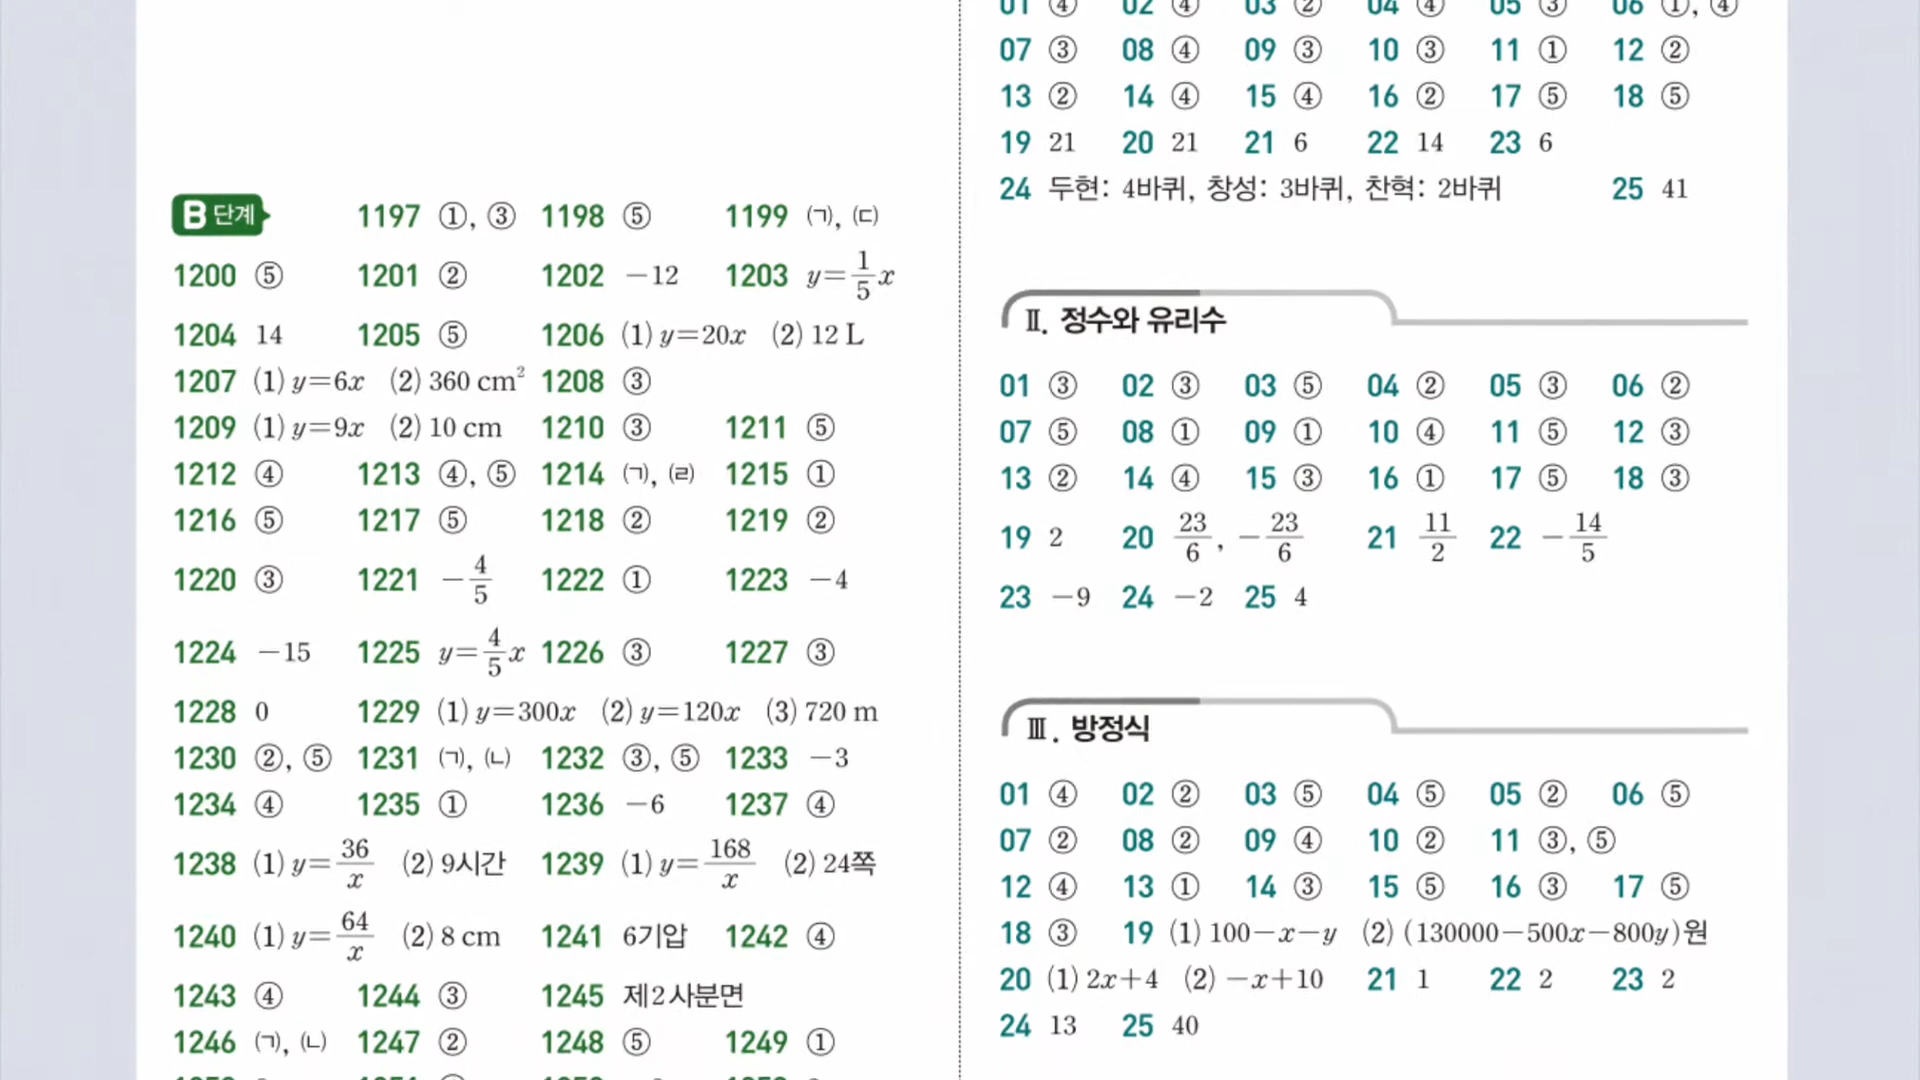 B단계 1197 ①, ③ 1198 ⑤ 1199 ㈀, ㈂
1200 ⑤ 1201 ② 1202 −12 1203 y=1/5x
1204 14 1205 ⑤ 1206 (1) y=20x (2) 12 L
1207 (1) y=6x (2) 360 cm² 1208 ③
1209 (1) y=9x (2) 10 cm 1210 ③ 1211 ⑤
1212 ④ 1213 ④, ⑤ 1214 ㈀, ㈃ 1215 ①
1216 ⑤ 1217 ⑤ 1218 ② 1219 ②
1220 ③ 1221 −4/5 1222 ① 1223 −4
1224 −15 1225 y=4/5x 1226 ③ 1227 ③
1228 0 1229 (1) y=300x (2) y=120x (3) 720 m
1230 ②, ⑤ 1231 ㈀, ㈁ 1232 ③, ⑤ 1233 −3
1234 ④ 1235 ① 1236 −6 1237 ④
1238 (1) y=36/x (2) 9시간 1239 (1) y=168/x (2) 24쪽
1240 (1) y=64/x (2) 8 cm 1241 6기압 1242 ④
1243 ④ 1244 ③ 1245 제2사분면
1246 ㈀, ㈁ 1247 ② 1248 ⑤ 1249 ①
01 ④ 02 ④ 03 ② 04 ④ 05 ③ 06 ①, ④
07 ③ 08 ④ 09 ③ 10 ③ 11 ① 12 ②
13 ② 14 ④ 15 ④ 16 ② 17 ⑤ 18 ⑤
19 21 20 21 21 6 22 14 23 6
24 두현: 4바퀴, 창성: 3바퀴, 찬혁: 2바퀴 25 41
Ⅱ. 정수와 유리수
01 ③ 02 ③ 03 ⑤ 04 ② 05 ③ 06 ②
07 ⑤ 08 ① 09 ① 10 ④ 11 ⑤ 12 ③
13 ② 14 ④ 15 ③ 16 ① 17 ⑤ 18 ③
19 2 20 23/6, −23/6 21 11/2 22 −14/5
23 −9 24 −2 25 4
Ⅲ. 방정식
01 ④ 02 ② 03 ⑤ 04 ⑤ 05 ② 06 ⑤
07 ② 08 ② 09 ④ 10 ② 11 ③, ⑤
12 ④ 13 ① 14 ③ 15 ⑤ 16 ③ 17 ⑤
18 ③ 19 (1) 100−x−y (2) (130000−500x−800y)원
20 (1) 2x+4 (2) −x+10 21 1 22 2 23 2
24 13 25 40